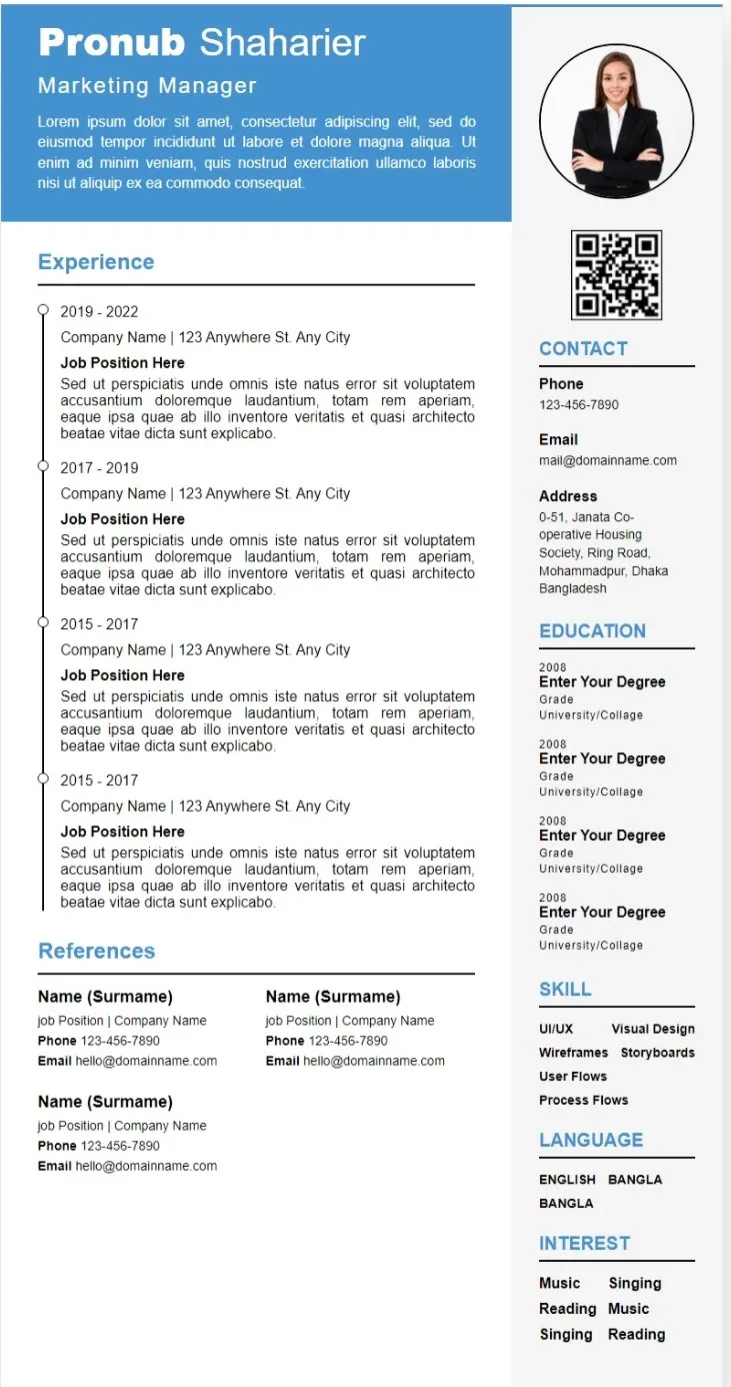 Pronub Shaharier
Marketing Manager
Lorem ipsum dolor sit amet, consectetur adipiscing elit, sed do
eiusmod tempor incididunt ut labore et dolore magna aliqua. Ut
enim ad minim veniam, quis nostrud exercitation ullamco laboris
nisi ut aliquip ex ea commodo consequat.
Experience
2019 - 2022
Company Name | 123 Anywhere St. Any City
Job Position Here
Sed ut perspiciatis unde omnis iste natus error sit voluptatem
accusantium doloremque laudantium, totam rem aperiam,
eaque ipsa quae ab illo inventore veritatis et quasi architecto
beatae vitae dicta sunt explicabo.
2017 - 2019
Company Name | 123 Anywhere St. Any City
Job Position Here
Sed ut perspiciatis unde omnis iste natus error sit voluptatem
accusantium doloremque laudantium, totam rem aperiam,
eaque ipsa quae ab illo inventore veritatis et quasi architecto
beatae vitae dicta sunt explicabo.
2015 - 2017
Company Name | 123 Anywhere St. Any City
Job Position Here
Sed ut perspiciatis unde omnis iste natus error sit voluptatem
accusantium doloremque laudantium, totam rem aperiam,
eaque ipsa quae ab illo inventore veritatis et quasi architecto
beatae vitae dicta sunt explicabo.
2015 - 2017
Company Name | 123 Anywhere St. Any City
Job Position Here
Sed ut perspiciatis unde omnis iste natus error sit voluptatem
accusantium doloremque laudantium, totam rem aperiam,
eaque ipsa quae ab illo inventore veritatis et quasi architecto
beatae vitae dicta sunt explicabo.
References
Name (Surname)
job Position | Company Name
Phone 123-456-7890
Email hello@domainname.com
Name (Surname)
job Position | Company Name
Phone 123-456-7890
Email hello@domainname.com
Name (Surname)
job Position | Company Name
Phone 123-456-7890
Email hello@domainname.com
CONTACT
Phone
123-456-7890
Email
mail@domainname.com
Address
0-51, Janata Co-
operative Housing
Society, Ring Road,
Mohammadpur, Dhaka
Bangladesh
EDUCATION
2008
Enter Your Degree
Grade
University/Collage
2008
Enter Your Degree
Grade
University/Collage
2008
Enter Your Degree
Grade
University/Collage
2008
Enter Your Degree
Grade
University/Collage
SKILL
UI/UX Visual Design
Wireframes Storyboards
User Flows
Process Flows
LANGUAGE
ENGLISH BANGLA
BANGLA
INTEREST
Music Singing
Reading Music
Singing Reading